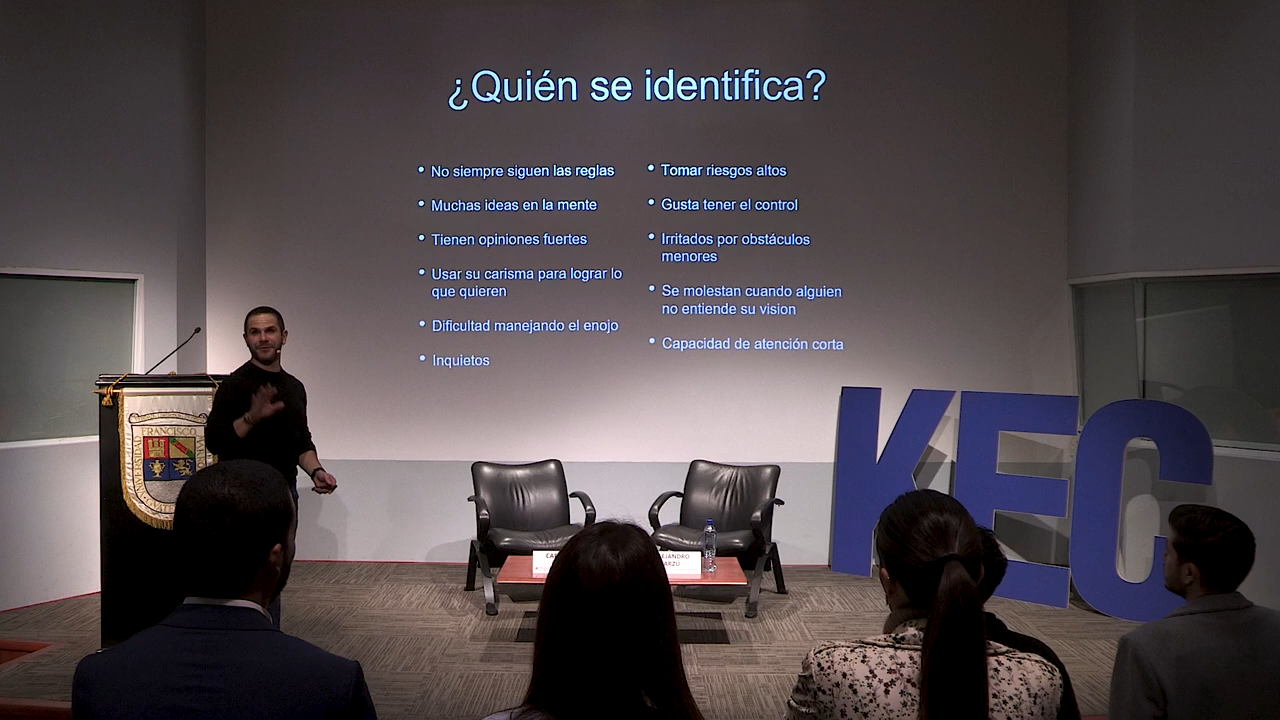 ¿Quién se identifica?
• No siempre siguen las reglas
• Muchas ideas en la mente
• Tienen opiniones fuertes
• Usar su carisma para lograr lo
que quieren
• Dificultad manejando el enojo
• Inquietos
• Tomar riesgos altos
• Gusta tener el control
• Irritados por obstáculos
menores
• Se molestan cuando alguien
no entiende su vision
• Capacidad de atención corta
KEC
FRANCISCO